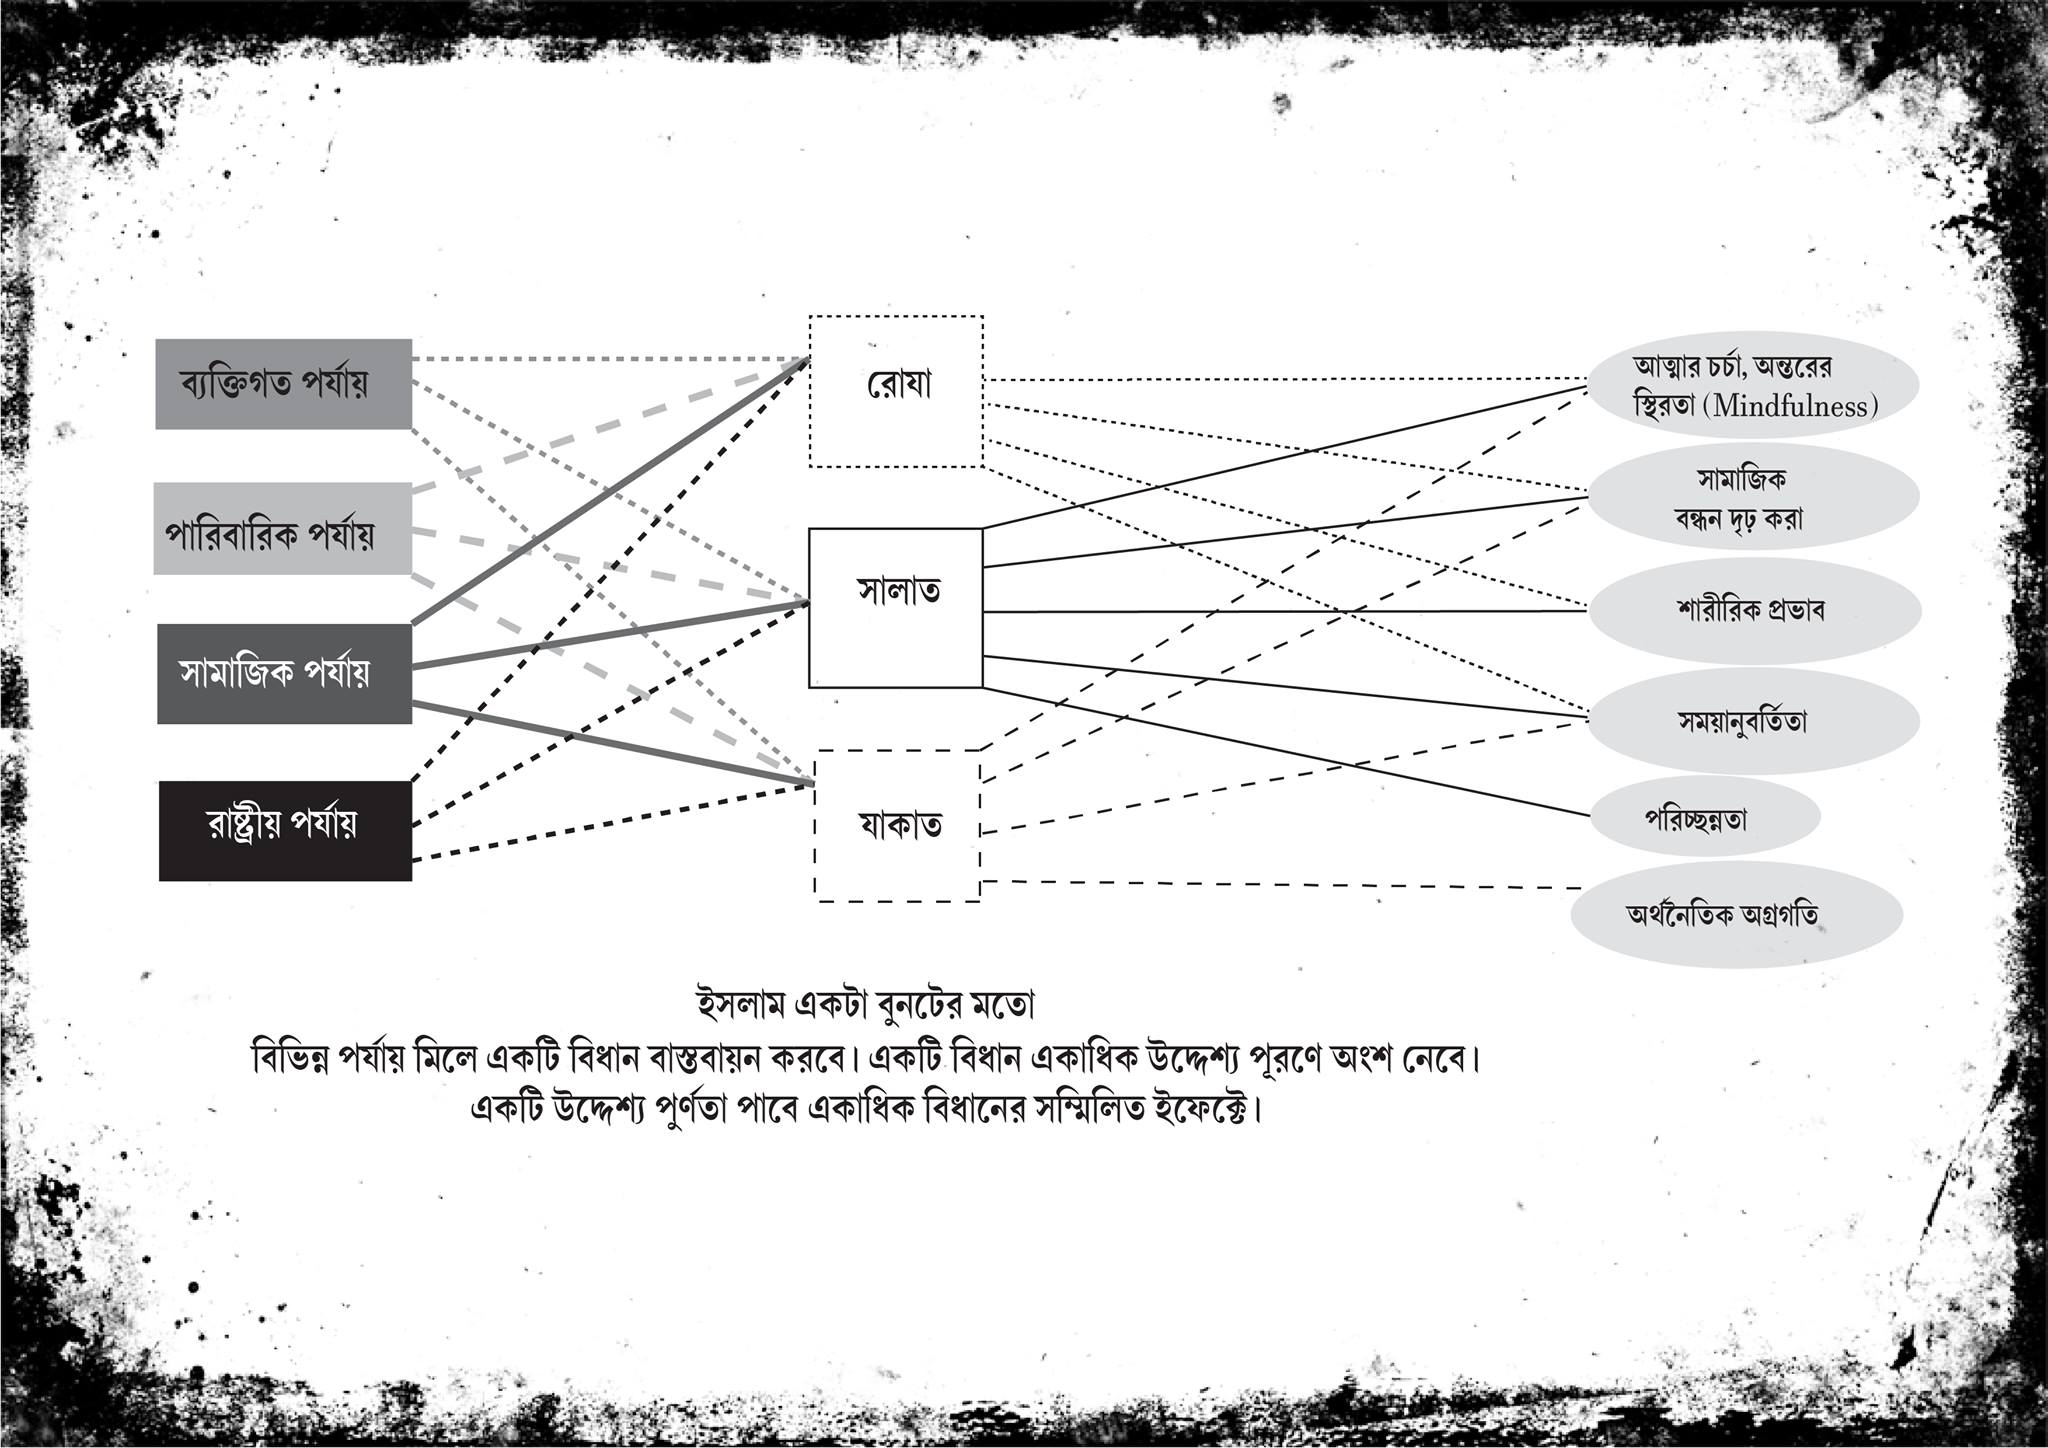 ব্যক্তিগত পর্যায়
পারিবারিক পর্যায়
সামাজিক পর্যায়
রাষ্ট্রীয় পর্যায়
রোযা
সালাত
যাকাত
আত্মার চর্চা, অন্তরের
স্থিরতা (Mindfulness)
সামাজিক
বন্ধন দৃঢ় করা
শারীরিক প্রভাব
সময়ানুবর্তিতা
পরিচ্ছন্নতা
অর্থনৈতিক অগ্রগতি
ইসলাম একটা বুনটের মতো
বিভিন্ন পর্যায় মিলে একটি বিধান বাস্তবায়ন করবে। একটি বিধান একাধিক উদ্দেশ্য পূরণে অংশ নেবে।
একটি উদ্দেশ্য পুর্ণতা পাবে একাধিক বিধানের সম্মিলিত ইফেক্টে।